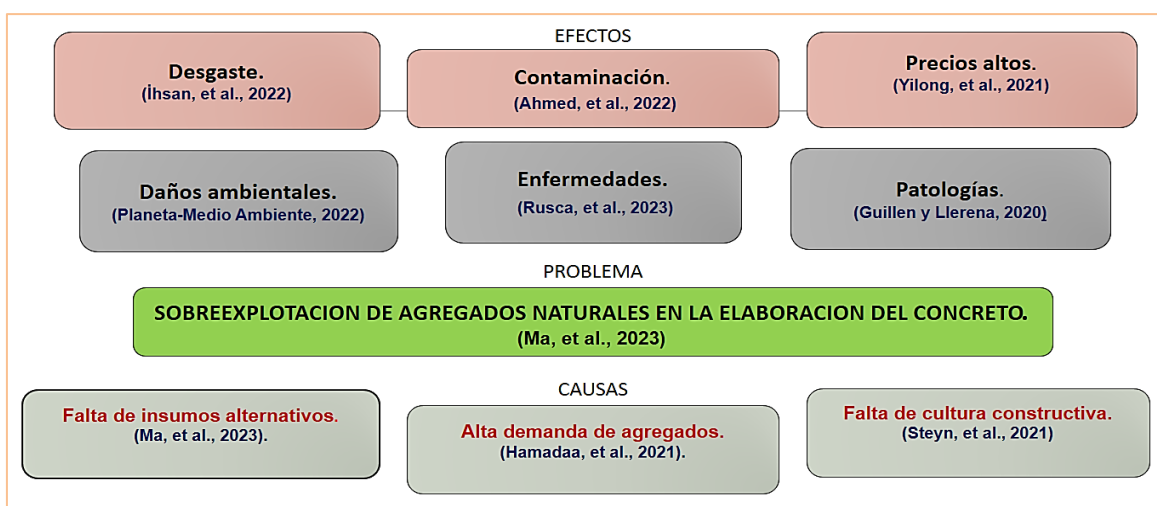 EFECTOS
Desgaste.
(İhsan, et al., 2022)
Contaminación.
(Ahmed, et al., 2022)
Precios altos.
(Yilong, et al., 2021)
Daños ambientales.
(Planeta-Medio Ambiente, 2022)
Enfermedades.
(Rusca, et al., 2023)
Patologías.
(Guillen y Llerena, 2020)
PROBLEMA
SOBREEXPLOTACION DE AGREGADOS NATURALES EN LA ELABORACION DEL CONCRETO.
(Ma, et al., 2023)
CAUSAS
Falta de insumos alternativos.
(Ma, et al., 2023).
Alta demanda de agregados.
(Hamadaa, et al., 2021).
Falta de cultura constructiva.
(Steyn, et al., 2021)